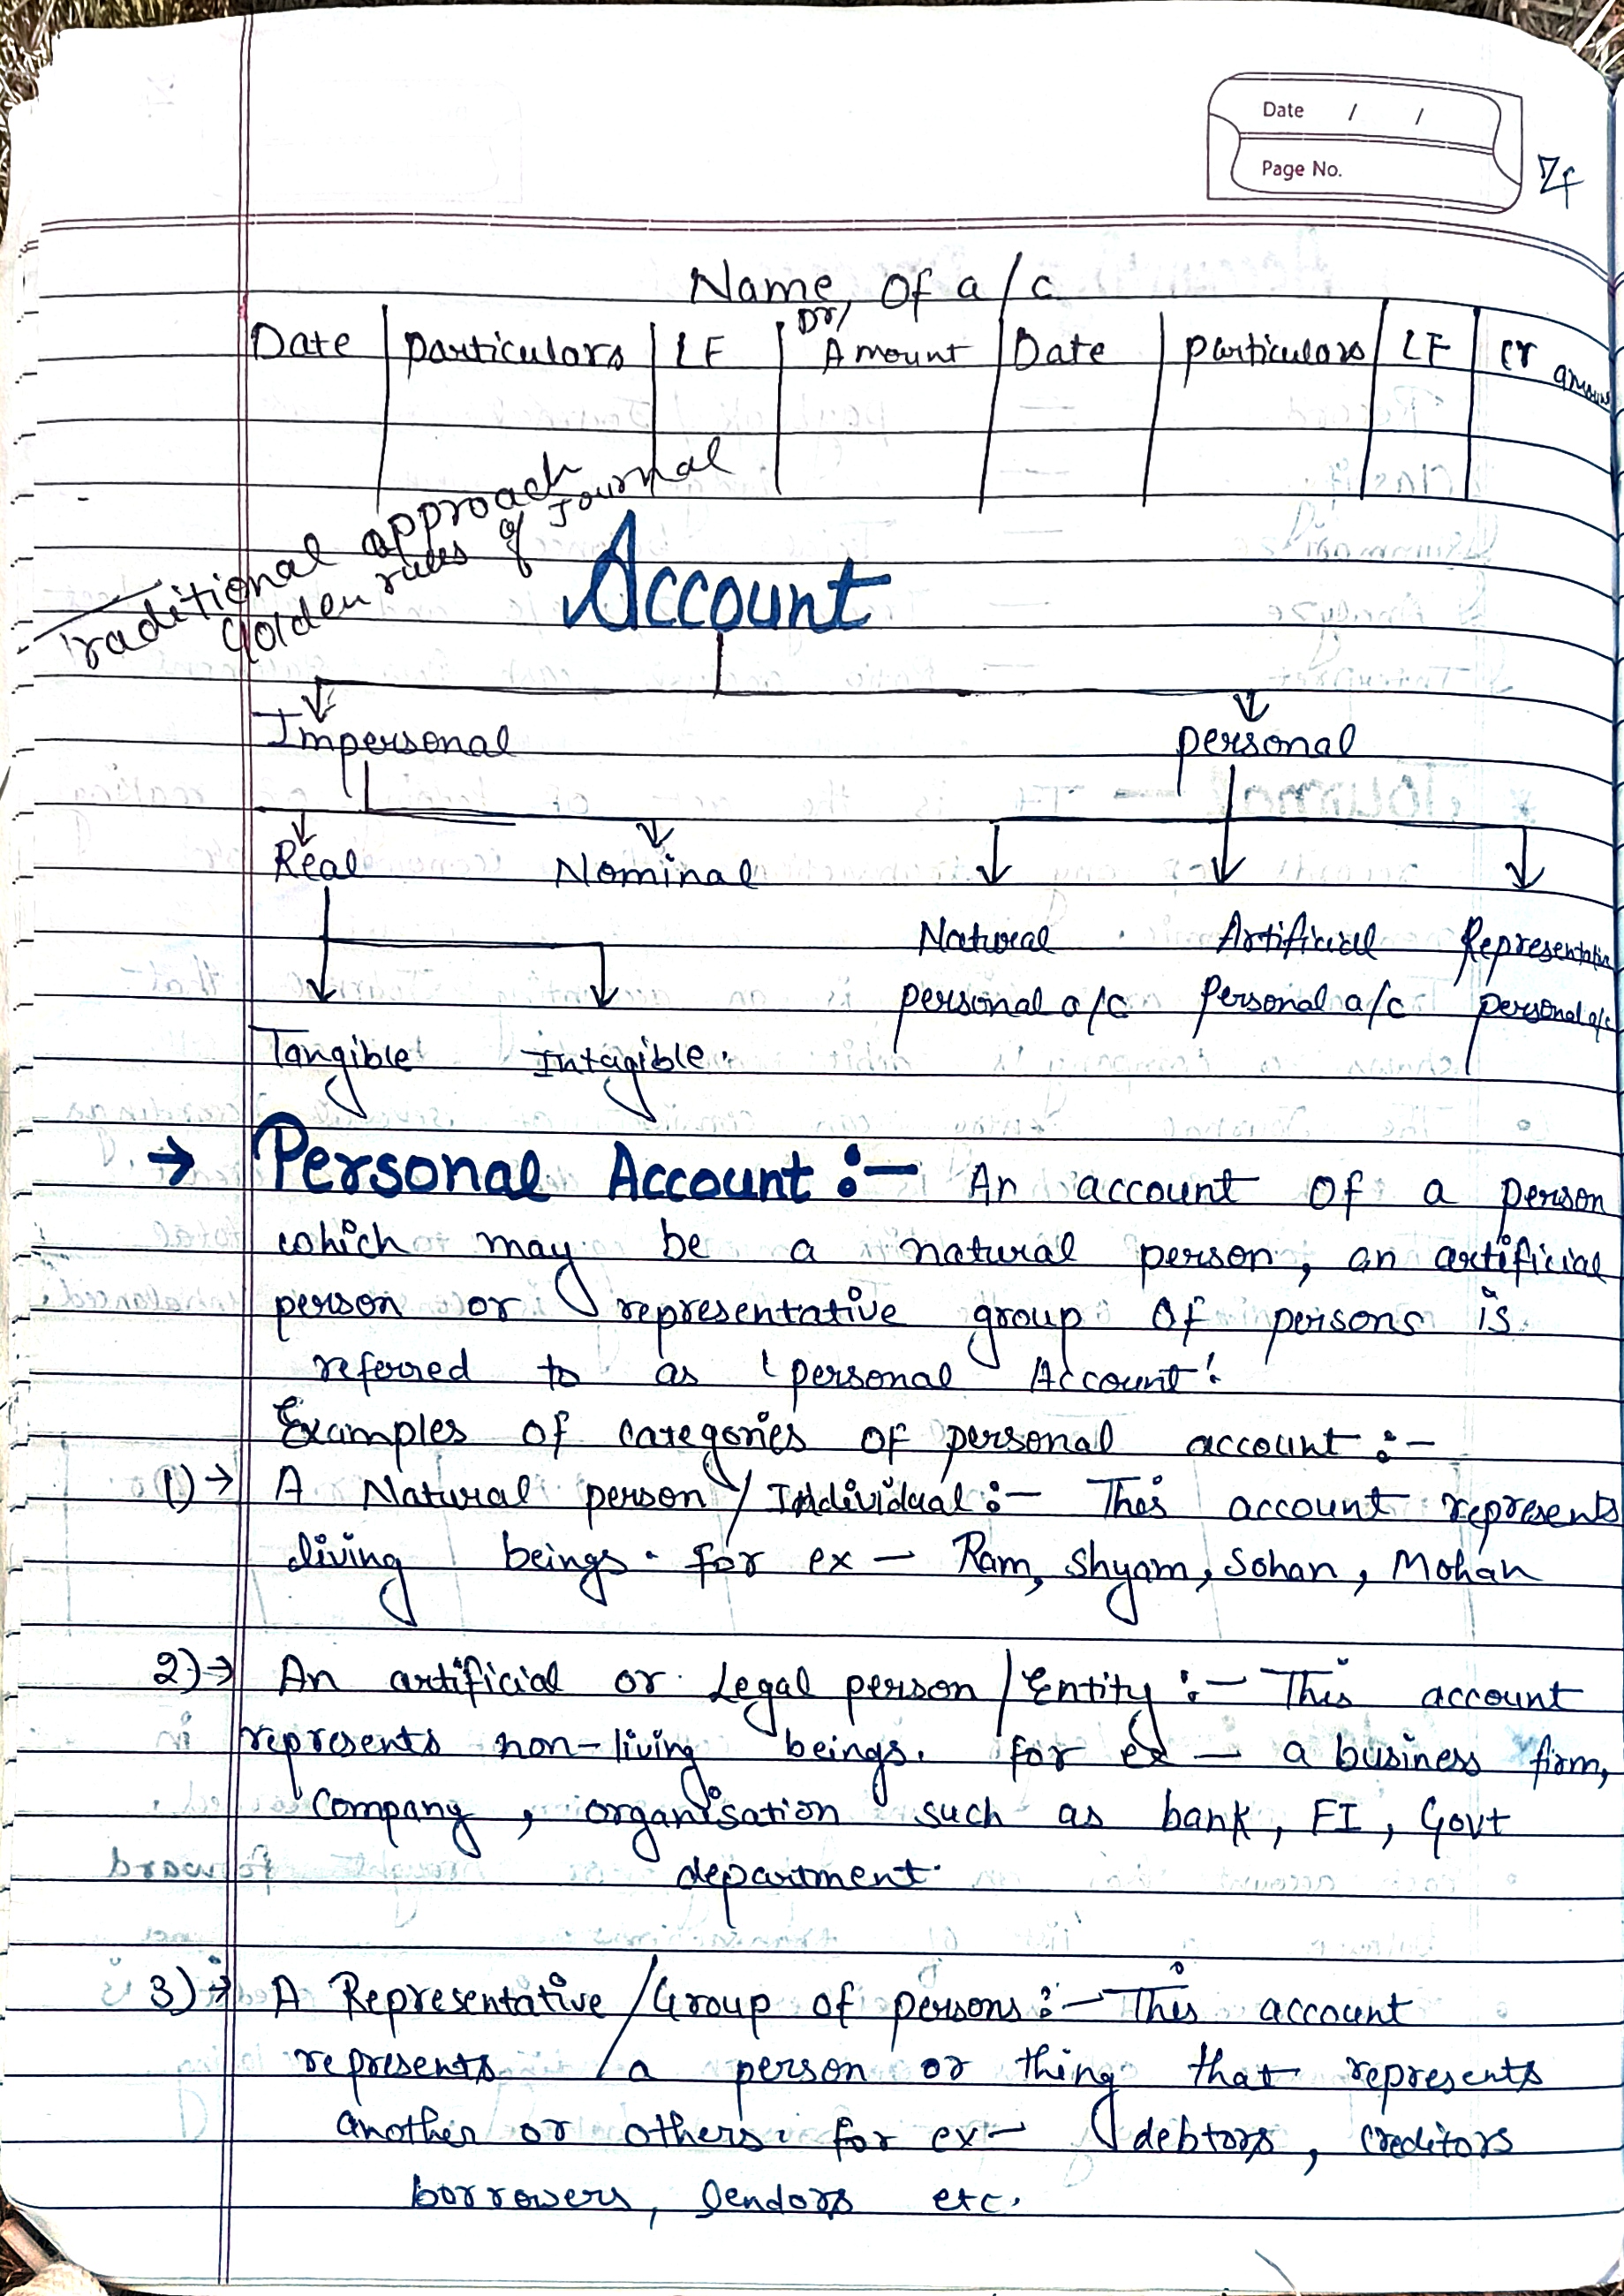 Date / /
Page No.
Name of a/c
Date particulars LF Dr/ Amount Date particulars LF Cr amount
Traditional approach
Golden rules of Journal
Account
Impersonal personal
Real Nominal
Natural Artificial Representative
personal a/c Personal a/c personal a/c
Tangible Intagible.
→ Personal Account :- An account of a person
which may be a natural person, an artificial
person or representative group of persons is
referred to as 'personal Account'.
Examples of categories of personal account :-
1)→ A Natural person / Individual :- This account represents
living beings. for ex - Ram, Shyam, Sohan, Mohan
2)→ An artificial or Legal person / Entity :- This account
represents non-living beings. for ex - a business firm,
Company, organisation such as bank, FI, Govt
department.
3)→ A Representative / Group of persons :- This account
represents a person or thing that represents
another or others. for ex - debtors, creditors
borrowers, lendors etc.